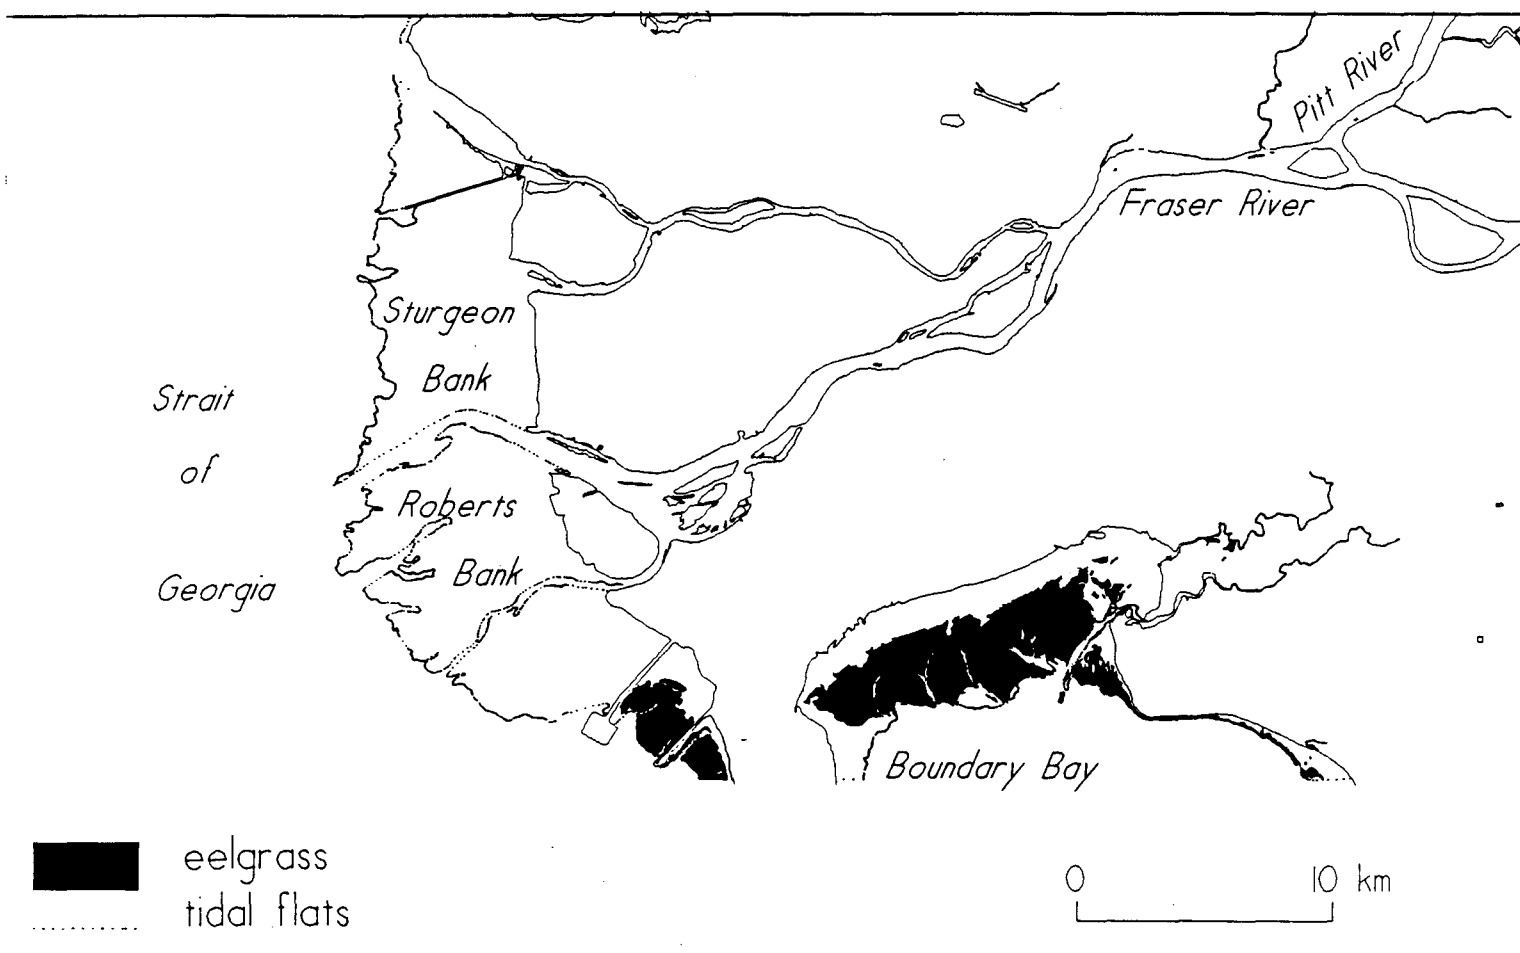 Pitt River
Fraser River
Sturgeon
Bank
Strait
of
Georgia
Roberts
Bank
Boundary Bay
eelgrass
tidal flats
0 10 km